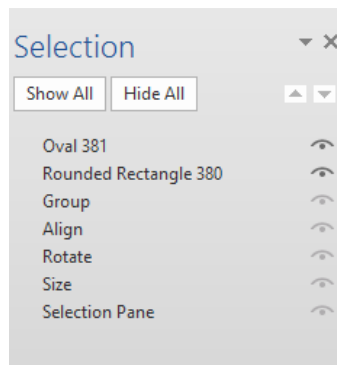 Selection
Show All Hide All
Oval 381
Rounded Rectangle 380
Group
Align
Rotate
Size
Selection Pane